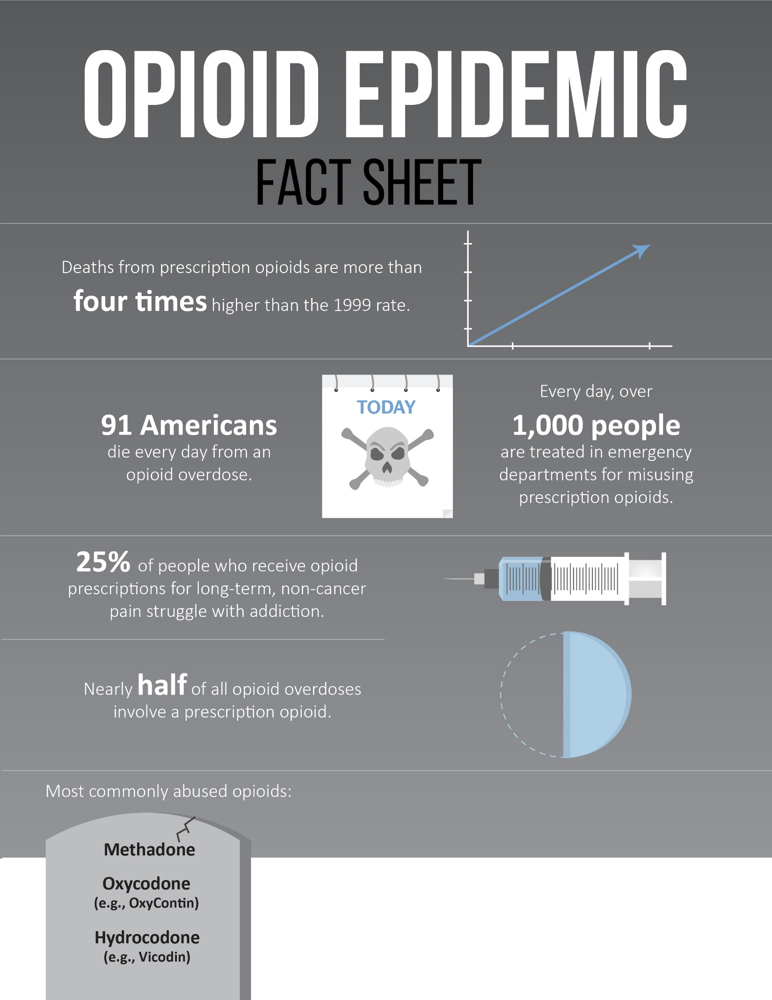 OPIOID EPIDEMIC
FACT SHEET
Deaths from prescription opioids are more than
four times higher than the 1999 rate.
91 Americans
die every day from an
opioid overdose.
TODAY
Every day, over
1,000 people
are treated in emergency
departments for misusing
prescription opioids.
25% of people who receive opioid
prescriptions for long-term, non-cancer
pain struggle with addiction.
Nearly half of all opioid overdoses
involve a prescription opioid.
Most commonly abused opioids:
Methadone
Oxycodone
(e.g., OxyContin)
Hydrocodone
(e.g., Vicodin)